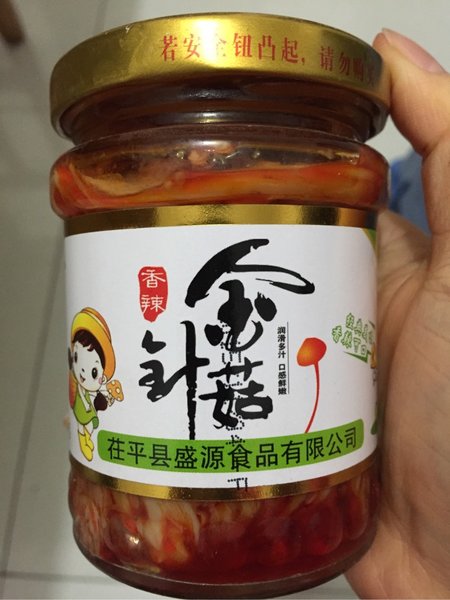 若安全钮凸起，请勿购买
香辣
金针菇
润滑多汁 口感鲜嫩
茌平县盛源食品有限公司